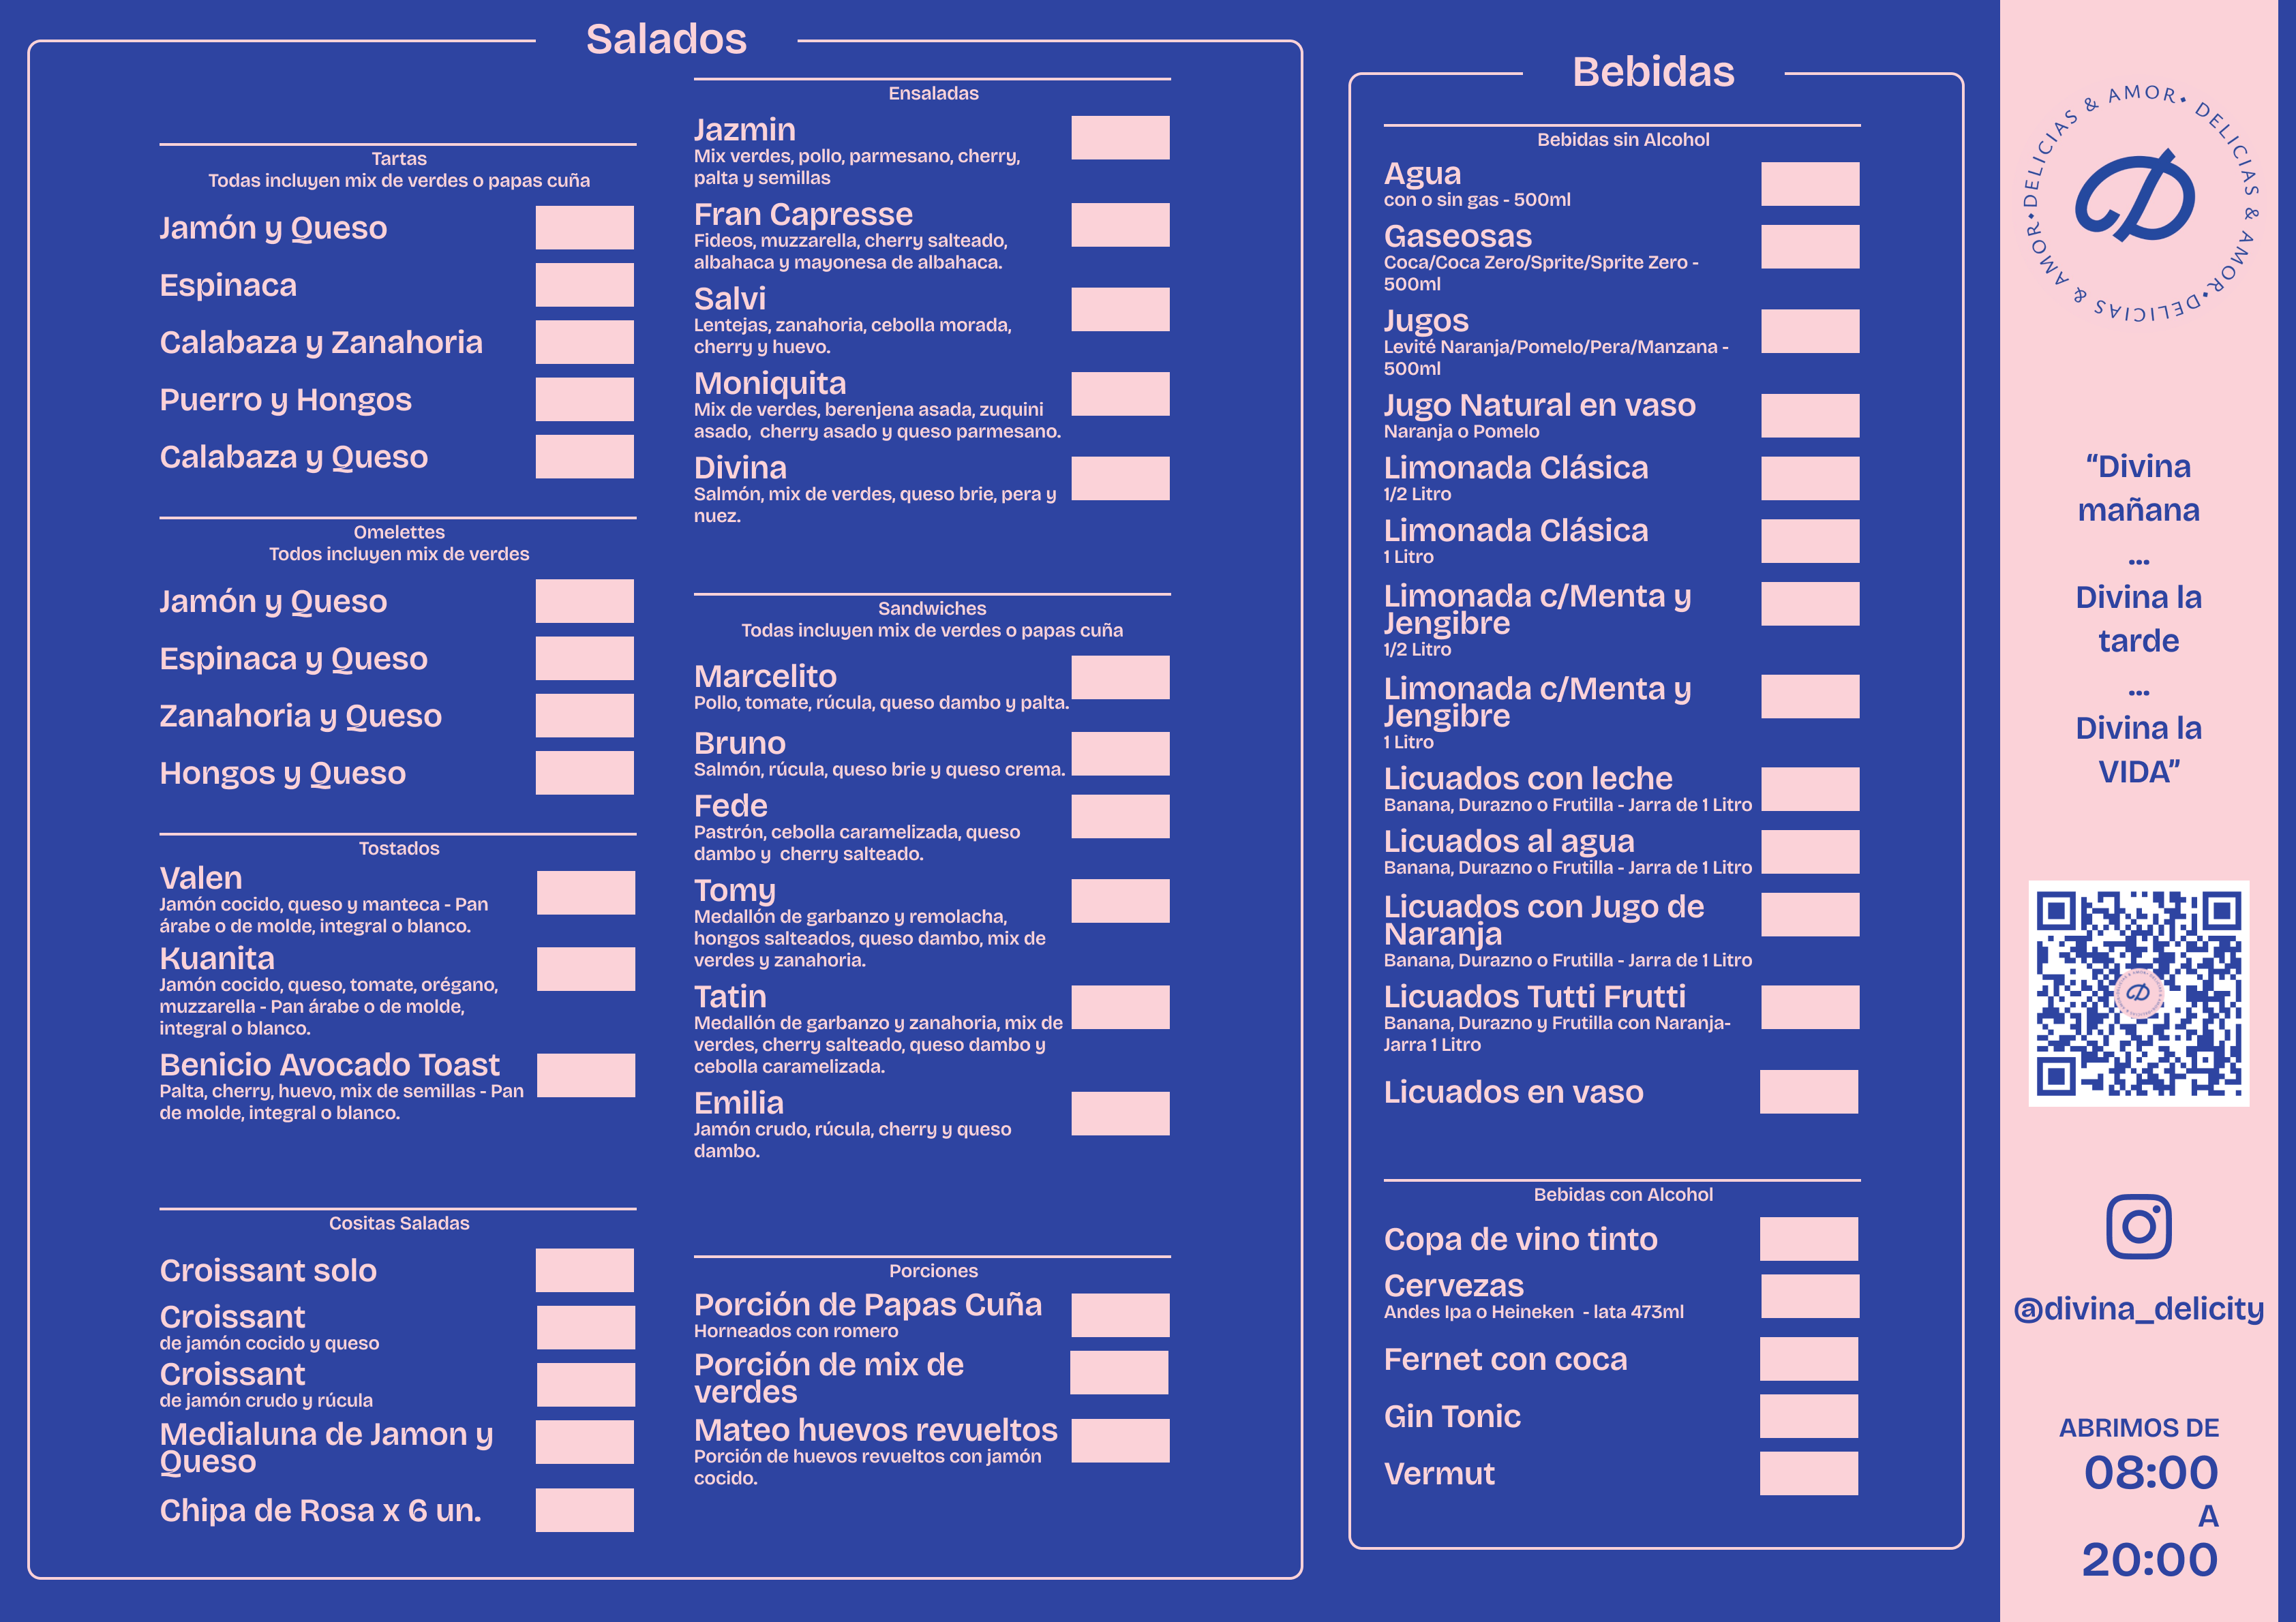 Salados
Tartas
Todas incluyen mix de verdes o papas cuña
Jamón y Queso
Espinaca
Calabaza y Zanahoria
Puerro y Hongos
Calabaza y Queso
Omelettes
Todos incluyen mix de verdes
Jamón y Queso
Espinaca y Queso
Zanahoria y Queso
Hongos y Queso
Tostados
Valen
Jamón cocido, queso y manteca - Pan
árabe o de molde, integral o blanco.
Kuanita
Jamón cocido, queso, tomate, orégano,
muzzarella - Pan árabe o de molde,
integral o blanco.
Benicio Avocado Toast
Palta, cherry, huevo, mix de semillas - Pan
de molde, integral o blanco.
Cositas Saladas
Croissant solo
Croissant
de jamón cocido y queso
Croissant
de jamón crudo y rúcula
Medialuna de Jamon y
Queso
Chipa de Rosa x 6 un.
Ensaladas
Jazmin
Mix verdes, pollo, parmesano, cherry,
palta y semillas
Fran Capresse
Fideos, muzzarella, cherry salteado,
albahaca y mayonesa de albahaca.
Salvi
Lentejas, zanahoria, cebolla morada,
cherry y huevo.
Moniquita
Mix de verdes, berenjena asada, zuquini
asado,  cherry asado y queso parmesano.
Divina
Salmón, mix de verdes, queso brie, pera y
nuez.
Sandwiches
Todas incluyen mix de verdes o papas cuña
Marcelito
Pollo, tomate, rúcula, queso dambo y palta.
Bruno
Salmón, rúcula, queso brie y queso crema.
Fede
Pastrón, cebolla caramelizada, queso
dambo y  cherry salteado.
Tomy
Medallón de garbanzo y remolacha,
hongos salteados, queso dambo, mix de
verdes y zanahoria.
Tatin
Medallón de garbanzo y zanahoria, mix de
verdes, cherry salteado, queso dambo y
cebolla caramelizada.
Emilia
Jamón crudo, rúcula, cherry y queso
dambo.
Porciones
Porción de Papas Cuña
Horneados con romero
Porción de mix de
verdes
Mateo huevos revueltos
Porción de huevos revueltos con jamón
cocido.
Bebidas
Bebidas sin Alcohol
Agua
con o sin gas - 500ml
Gaseosas
Coca/Coca Zero/Sprite/Sprite Zero -
500ml
Jugos
Levité Naranja/Pomelo/Pera/Manzana -
500ml
Jugo Natural en vaso
Naranja o Pomelo
Limonada Clásica
1/2 Litro
Limonada Clásica
1 Litro
Limonada c/Menta y
Jengibre
1/2 Litro
Limonada c/Menta y
Jengibre
1 Litro
Licuados con leche
Banana, Durazno o Frutilla - Jarra de 1 Litro
Licuados al agua
Banana, Durazno o Frutilla - Jarra de 1 Litro
Licuados con Jugo de
Naranja
Banana, Durazno o Frutilla - Jarra de 1 Litro
Licuados Tutti Frutti
Banana, Durazno y Frutilla con Naranja-
Jarra 1 Litro
Licuados en vaso
Bebidas con Alcohol
Copa de vino tinto
Cervezas
Andes Ipa o Heineken  - lata 473ml
Fernet con coca
Gin Tonic
Vermut
DELICIAS & AMOR• DELICIAS & AMOR•DELICIAS & AMOR•
D
“Divina
mañana
...
Divina la
tarde
...
Divina la
VIDA”
@divina_delicity
ABRIMOS DE
08:00
A
20:00